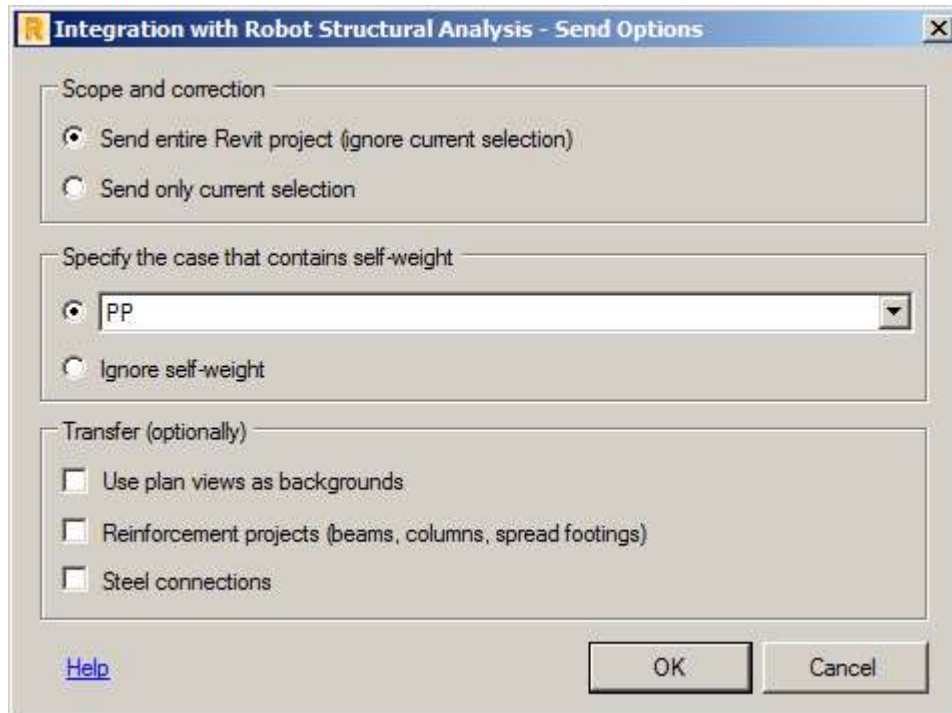 Integration with Robot Structural Analysis - Send Options
Scope and correction
Send entire Revit project (ignore current selection)
Send only current selection
Specify the case that contains self-weight
PP
Ignore self-weight
Transfer (optionally)
Use plan views as backgrounds
Reinforcement projects (beams, columns, spread footings)
Steel connections
Help
OK
Cancel